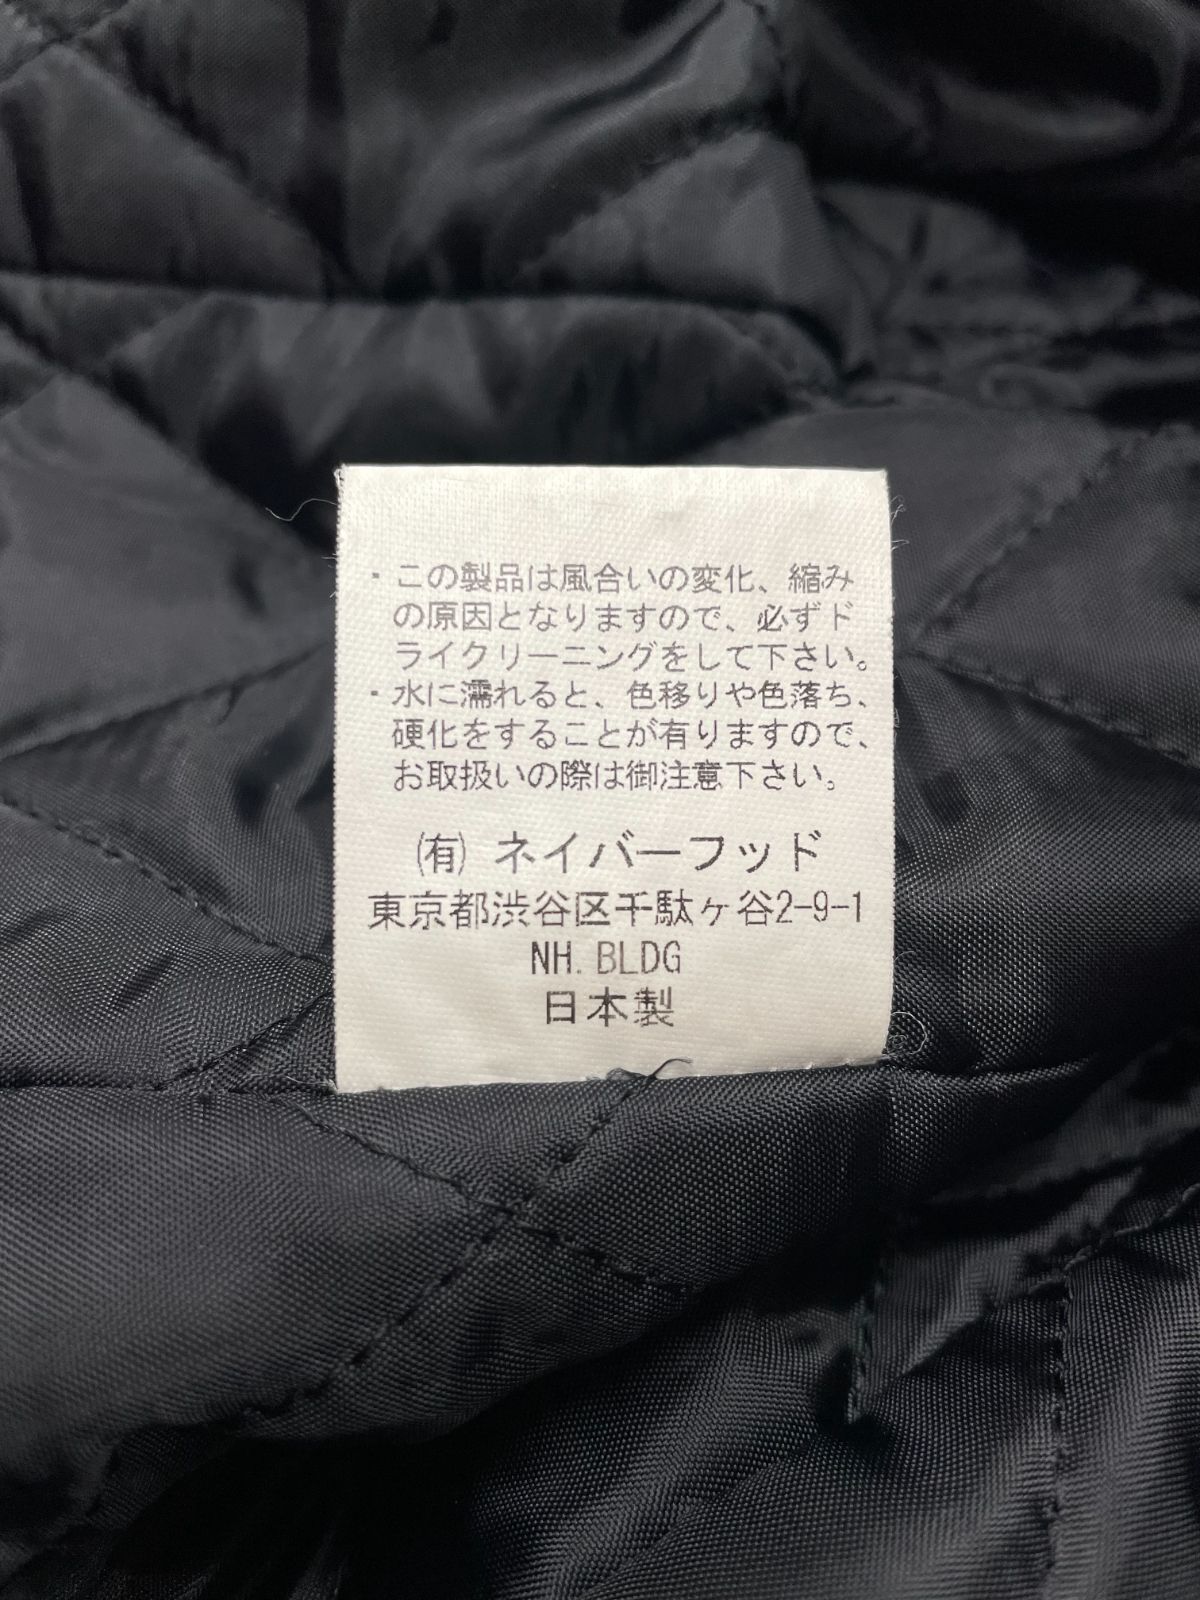 ・この製品は風合いの変化、縮み
の原因となりますので、必ずド
ライクリーニングをして下さい。
・水に濡れると、色移りや色落ち、
硬化をすることが有りますので、
お取扱いの際は御注意下さい。
㈲ ネイバーフッド
東京都渋谷区千駄ヶ谷2-9-1
NH. BLDG
日本製